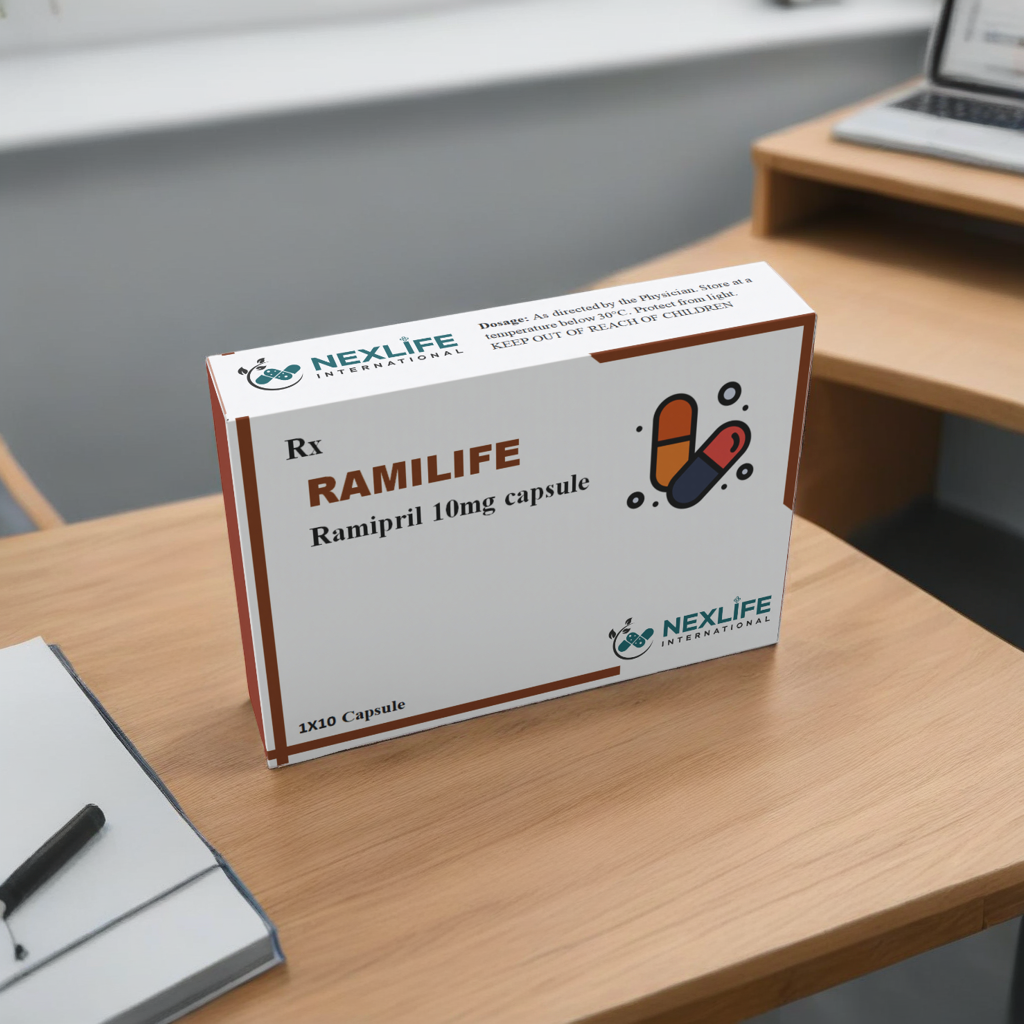 NEXLIFE
INTERNATIONAL
Dosage: As directed by the Physician. Store at a
temperature below 30°C. Protect from light.
KEEP OUT OF REACH OF CHILDREN
Rx
RAMILIFE
Ramipril 10mg capsule
NEXLIFE
INTERNATIONAL
1X10 Capsule